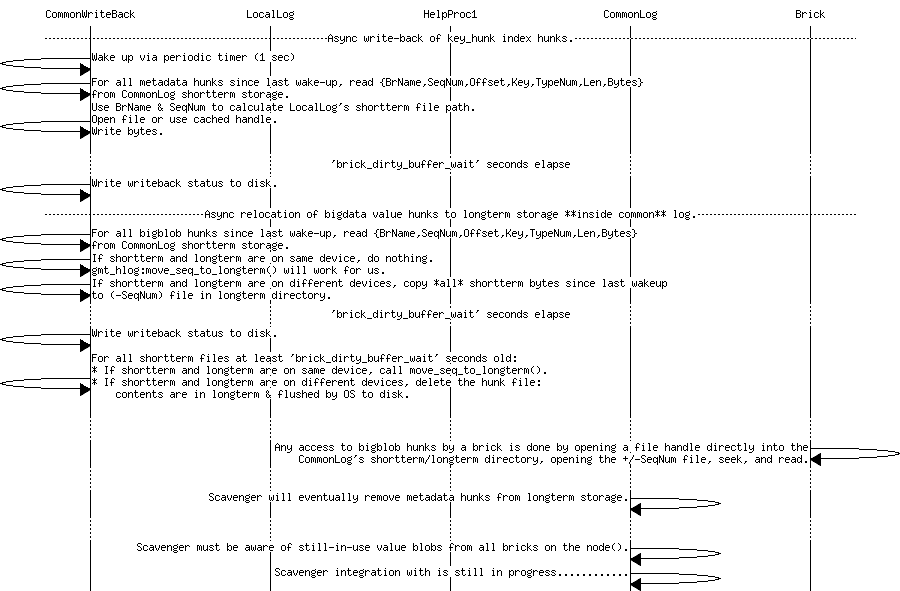 CommonWriteBack LocalLog HelpProc1 CommonLog Brick
Async write-back of key_hunk index hunks.
Wake up via periodic timer (1 sec)
For all metadata hunks since last wake-up, read {BrName,SeqNum,Offset,Key,TypeNum,Len,Bytes}
from CommonLog shortterm storage.
Use BrName & SeqNum to calculate LocalLog's shortterm file path.
Open file or use cached handle.
Write bytes.
'brick_dirty_buffer_wait' seconds elapse
Write writeback status to disk.
Async relocation of bigdata value hunks to longterm storage **inside common** log.
For all bigblob hunks since last wake-up, read {BrName,SeqNum,Offset,Key,TypeNum,Len,Bytes}
from CommonLog shortterm storage.
If shortterm and longterm are on same device, do nothing.
gmt_hlog:move_seq_to_longterm() will work for us.
If shortterm and longterm are on different devices, copy *all* shortterm bytes since last wakeup
to (-SeqNum) file in longterm directory.
'brick_dirty_buffer_wait' seconds elapse
Write writeback status to disk.
For all shortterm files at least 'brick_dirty_buffer_wait' seconds old:
* If shortterm and longterm are on same device, call move_seq_to_longterm().
* If shortterm and longterm are on different devices, delete the hunk file:
contents are in longterm & flushed by OS to disk.
Any access to bigblob hunks by a brick is done by opening a file handle directly into the
CommonLog's shortterm/longterm directory, opening the +/-SeqNum file, seek, and read.
Scavenger will eventually remove metadata hunks from longterm storage.
Scavenger must be aware of still-in-use value blobs from all bricks on the node().
Scavenger integration with is still in progress...........